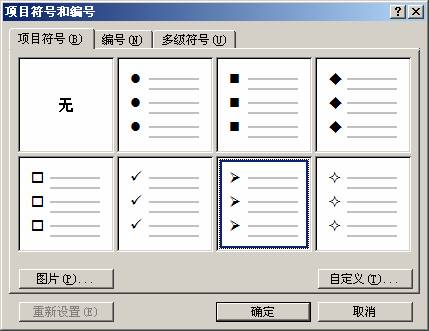 项目符号和编号
项目符号(B) 编号(N) 多级符号(U)
无
图片(P)... 自定义(T)...
重新设置(E) 确定 取消